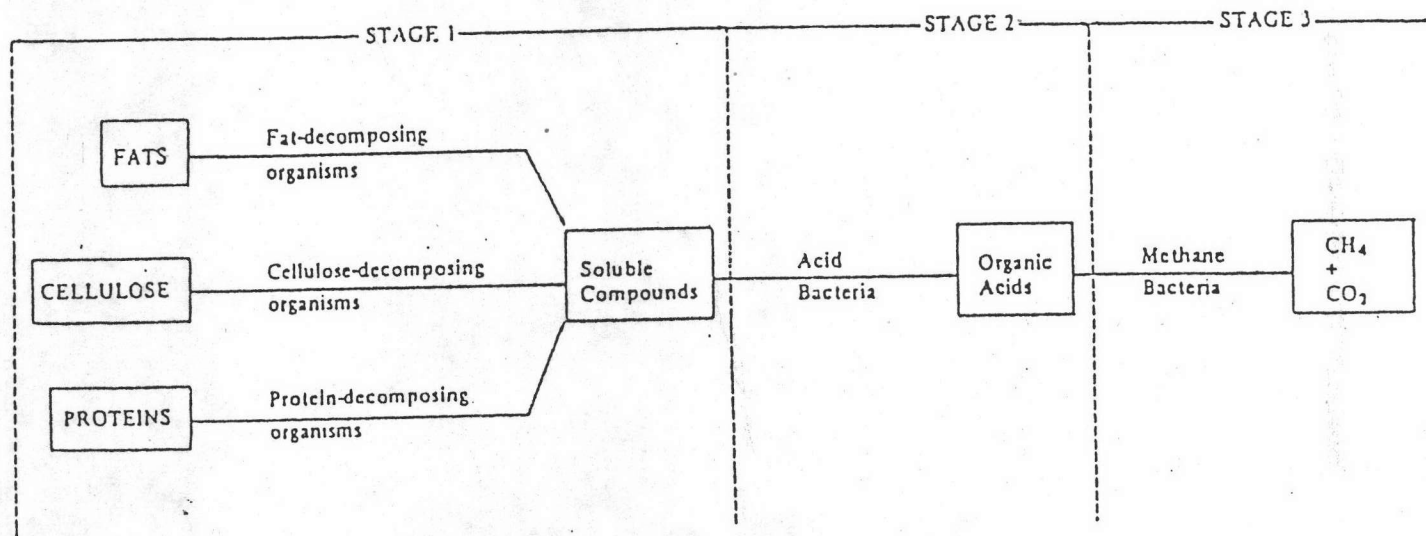 STAGE 1
STAGE 2
STAGE 3
FATS
Fat-decomposing
organisms
CELLULOSE
Cellulose-decomposing
organisms
PROTEINS
Protein-decomposing
organisms
Soluble
Compounds
Acid
Bacteria
Organic
Acids
Methane
Bacteria
CH₄
+
CO₂